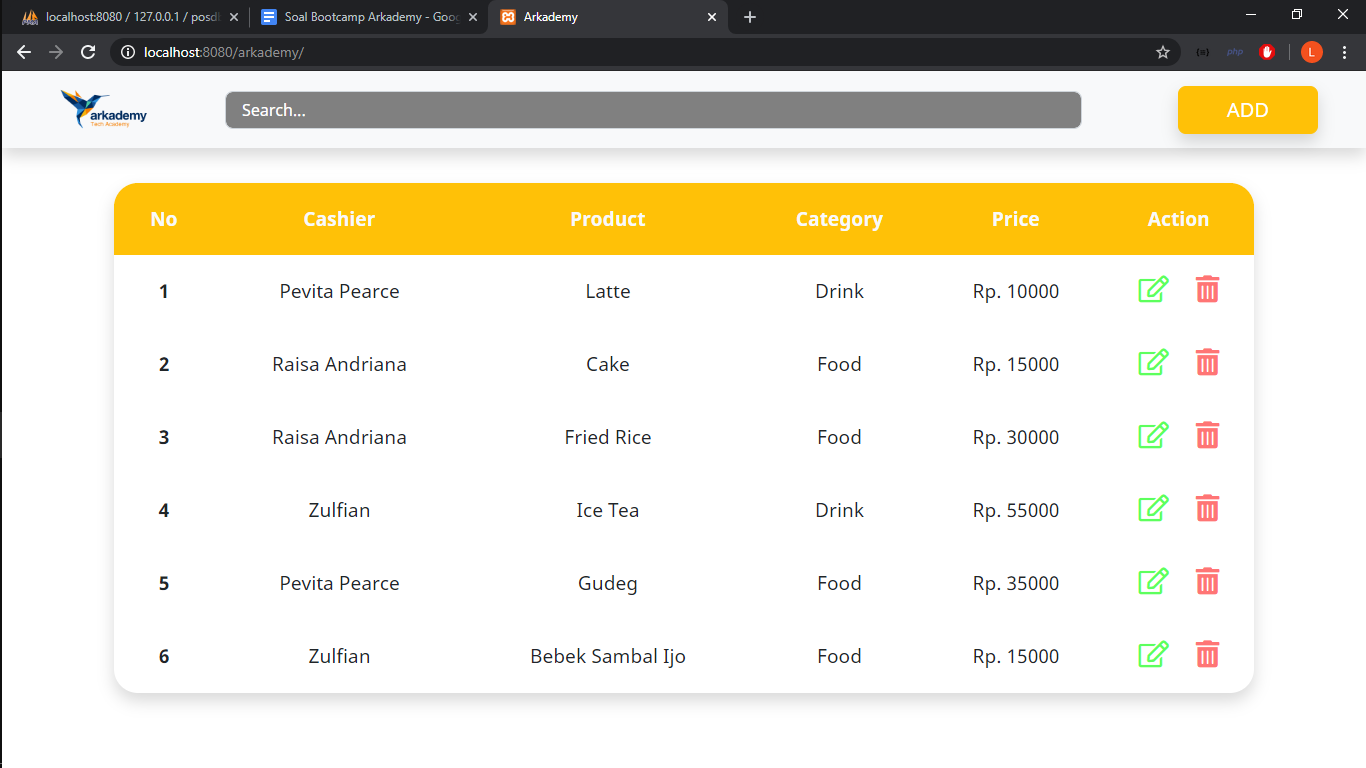 localhost:8080 / 127.0.0.1 / posd
Soal Bootcamp Arkademy - Goog
Arkademy
localhost:8080/arkademy/
php
L
arkademy
Tech Academy
Search...
ADD
No Cashier Product Category Price Action
1 Pevita Pearce Latte Drink Rp. 10000
2 Raisa Andriana Cake Food Rp. 15000
3 Raisa Andriana Fried Rice Food Rp. 30000
4 Zulfian Ice Tea Drink Rp. 55000
5 Pevita Pearce Gudeg Food Rp. 35000
6 Zulfian Bebek Sambal Ijo Food Rp. 15000